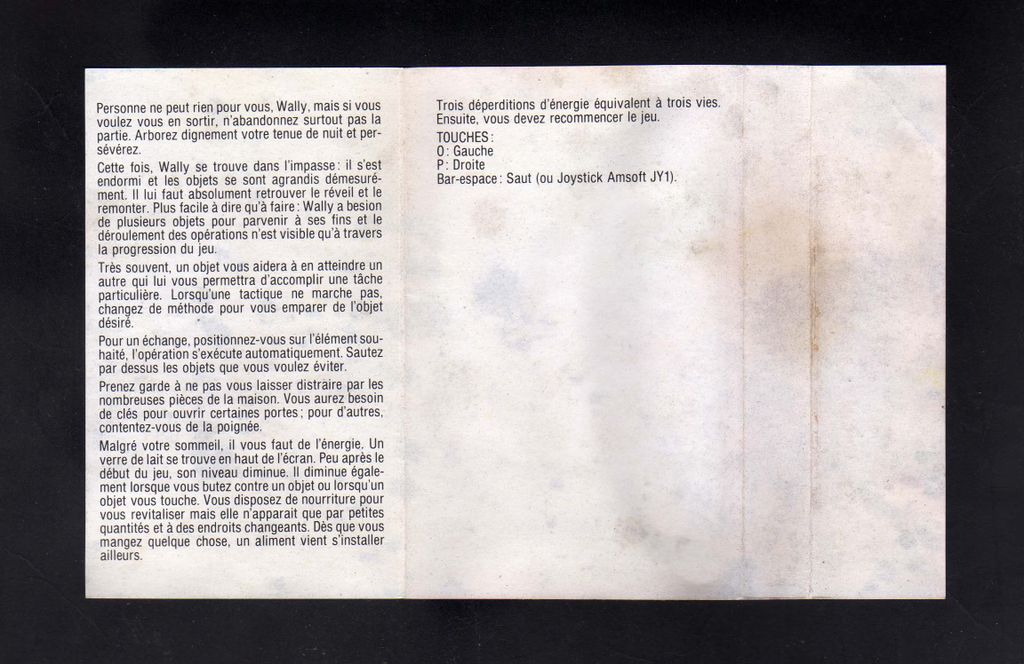 Personne ne peut rien pour vous, Wally, mais si vous
voulez vous en sortir, n'abandonnez surtout pas la
partie. Arborez dignement votre tenue de nuit et per-
sévérez.
Cette fois, Wally se trouve dans l'impasse : il s'est
endormi et les objets se sont agrandis démesuré-
ment. Il lui faut absolument retrouver le réveil et le
remonter. Plus facile à dire qu'à faire : Wally a besion
de plusieurs objets pour parvenir à ses fins et le
déroulement des opérations n'est visible qu'à travers
la progression du jeu.
Très souvent, un objet vous aidera à en atteindre un
autre qui lui vous permettra d'accomplir une tâche
particulière. Lorsqu'une tactique ne marche pas,
changez de méthode pour vous emparer de l'objet
désiré.
Pour un échange, positionnez-vous sur l'élément sou-
haité, l'opération s'exécute automatiquement. Sautez
par dessus les objets que vous voulez éviter.
Prenez garde à ne pas vous laisser distraire par les
nombreuses pièces de la maison. Vous aurez besoin
de clés pour ouvrir certaines portes ; pour d'autres,
contentez-vous de la poignée.
Malgré votre sommeil, il vous faut de l'énergie. Un
verre de lait se trouve en haut de l'écran. Peu après le
début du jeu, son niveau diminue. Il diminue égale-
ment lorsque vous butez contre un objet ou lorsqu'un
objet vous touche. Vous disposez de nourriture pour
vous revitaliser mais elle n'apparait que par petites
quantités et à des endroits changeants. Dès que vous
mangez quelque chose, un aliment vient s'installer
ailleurs.
Trois déperditions d'énergie équivalent à trois vies.
Ensuite, vous devez recommencer le jeu.
TOUCHES :
O : Gauche
P : Droite
Bar-espace : Saut (ou Joystick Amsoft JY1).